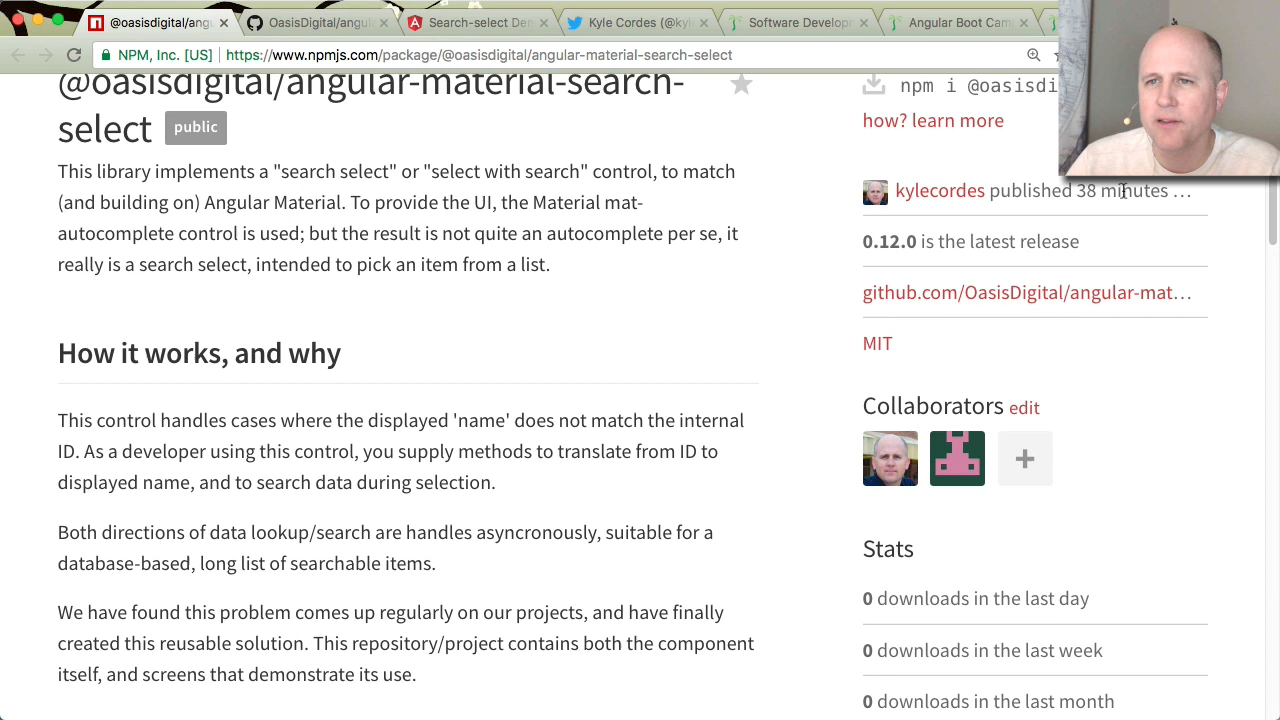 @oasisdigital/angu
OasisDigital/angul
Search-select De
Kyle Cordes (@kyl
Software Develop
Angular Boot Cam
NPM, Inc. [US]
https://www.npmjs.com/package/@oasisdigital/angular-material-search-select
@oasisdigital/angular-material-search-
select public
This library implements a "search select" or "select with search" control, to match
(and building on) Angular Material. To provide the UI, the Material mat-
autocomplete control is used; but the result is not quite an autocomplete per se, it
really is a search select, intended to pick an item from a list.
How it works, and why
This control handles cases where the displayed 'name' does not match the internal
ID. As a developer using this control, you supply methods to translate from ID to
displayed name, and to search data during selection.
Both directions of data lookup/search are handles asyncronously, suitable for a
database-based, long list of searchable items.
We have found this problem comes up regularly on our projects, and have finally
created this reusable solution. This repository/project contains both the component
itself, and screens that demonstrate its use.
npm i @oasisdi
how? learn more
kylecordes published 38 minutes …
0.12.0 is the latest release
github.com/OasisDigital/angular-mat…
MIT
Collaborators edit
+
Stats
0 downloads in the last day
0 downloads in the last week
0 downloads in the last month